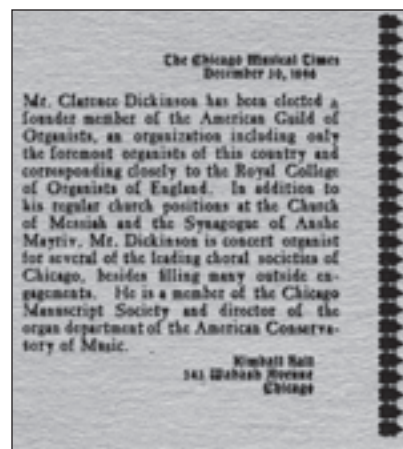 The Chicago Musical Times
December 30, 1896
Mr. Clarence Dickinson has been elected a
founder member of the American Guild of
Organists, an organization including only
the foremost organists of this country and
corresponding closely to the Royal College
of Organists of England. In addition to
his regular church positions at the Church
of Messiah and the Synagogue of Anshe
Mayriv, Mr. Dickinson is concert organist
for several of the leading choral societies of
Chicago, besides filling many outside en-
gagements. He is a member of the Chicago
Manuscript Society and director of the
organ department of the American Conserva-
tory of Music.
Kimball Hall
243 Wabash Avenue
Chicago